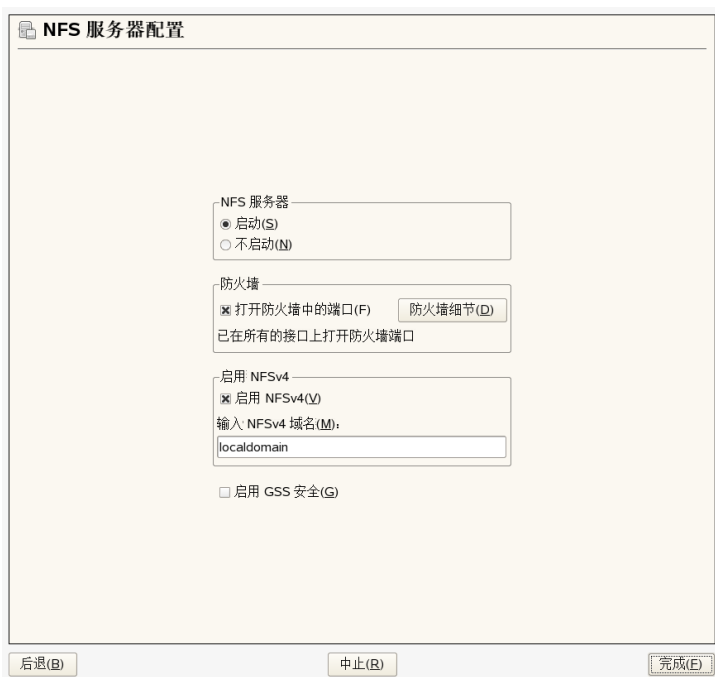 NFS 服务器配置
NFS 服务器
启动(S)
不启动(N)
防火墙
打开防火墙中的端口(F)
防火墙细节(D)
已在所有的接口上打开防火墙端口
启用 NFSv4
启用 NFSv4(V)
输入 NFSv4 域名(M):
localdomain
启用 GSS 安全(G)
后退(B)
中止(R)
完成(F)